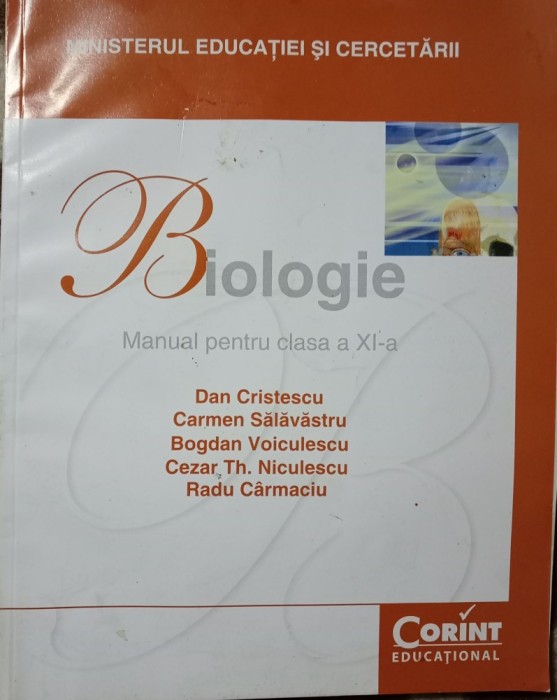 MINISTERUL EDUCAȚIEI ȘI CERCETĂRII
Biologie
Manual pentru clasa a XI-a
Dan Cristescu
Carmen Sălăvăstru
Bogdan Voiculescu
Cezar Th. Niculescu
Radu Cârmaciu
CORINT
EDUCAȚIONAL